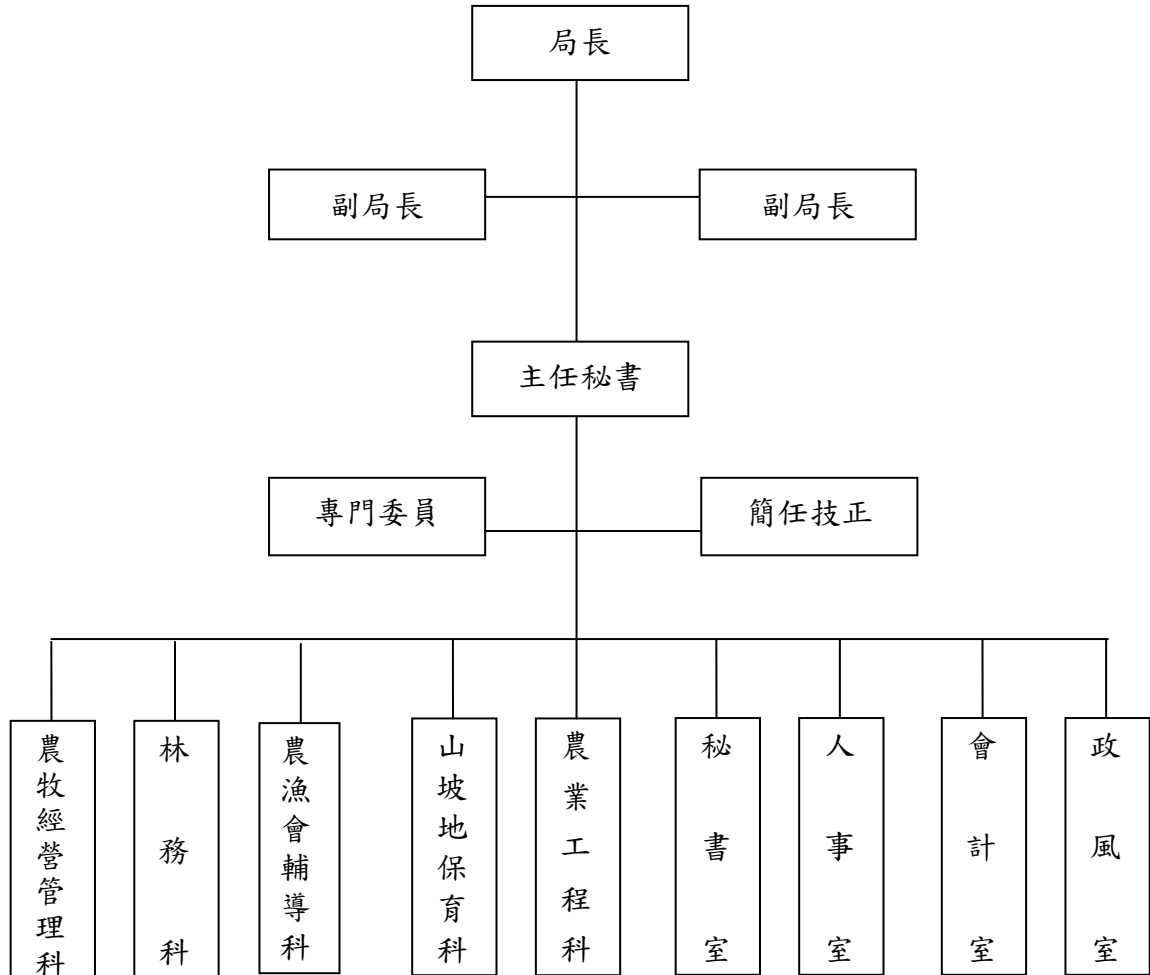 局長
副局長
副局長
主任秘書
專門委員
簡任技正
農牧經營管理科
林務科
農漁會輔導科
山坡地保育科
農業工程科
秘書室
人事室
會計室
政風室